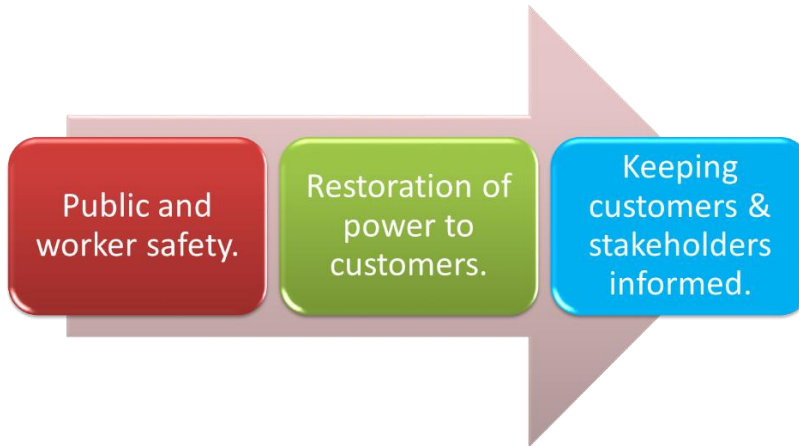 Public and
worker safety.
Restoration of
power to
customers.
Keeping
customers &
stakeholders
informed.